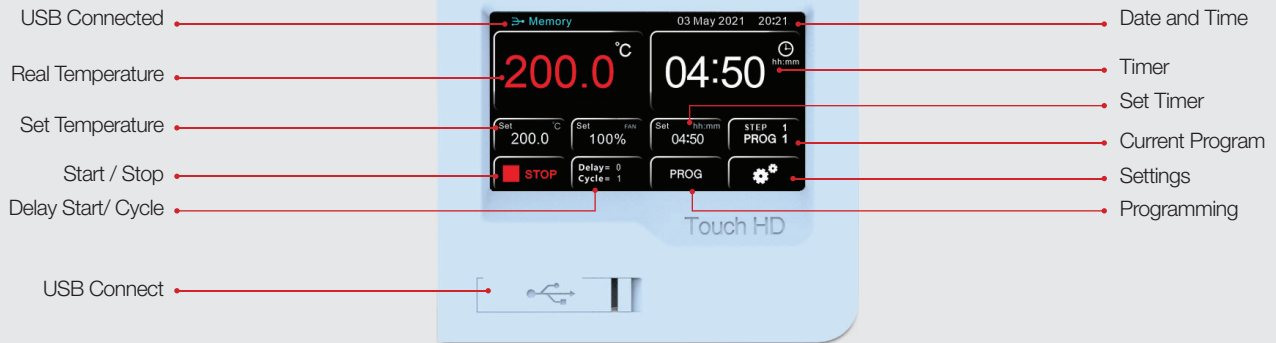 USB Connected
Real Temperature
Set Temperature
Start / Stop
Delay Start/ Cycle
USB Connect
Memory
03 May 2021 20:21
200.0 °C
04:50 hh:mm
Set °C
200.0
Set FAN
100%
Set hh:mm
04:50
STEP 1
PROG 1
STOP
Delay= 0
Cycle= 1
PROG
Touch HD
Date and Time
Timer
Set Timer
Current Program
Settings
Programming